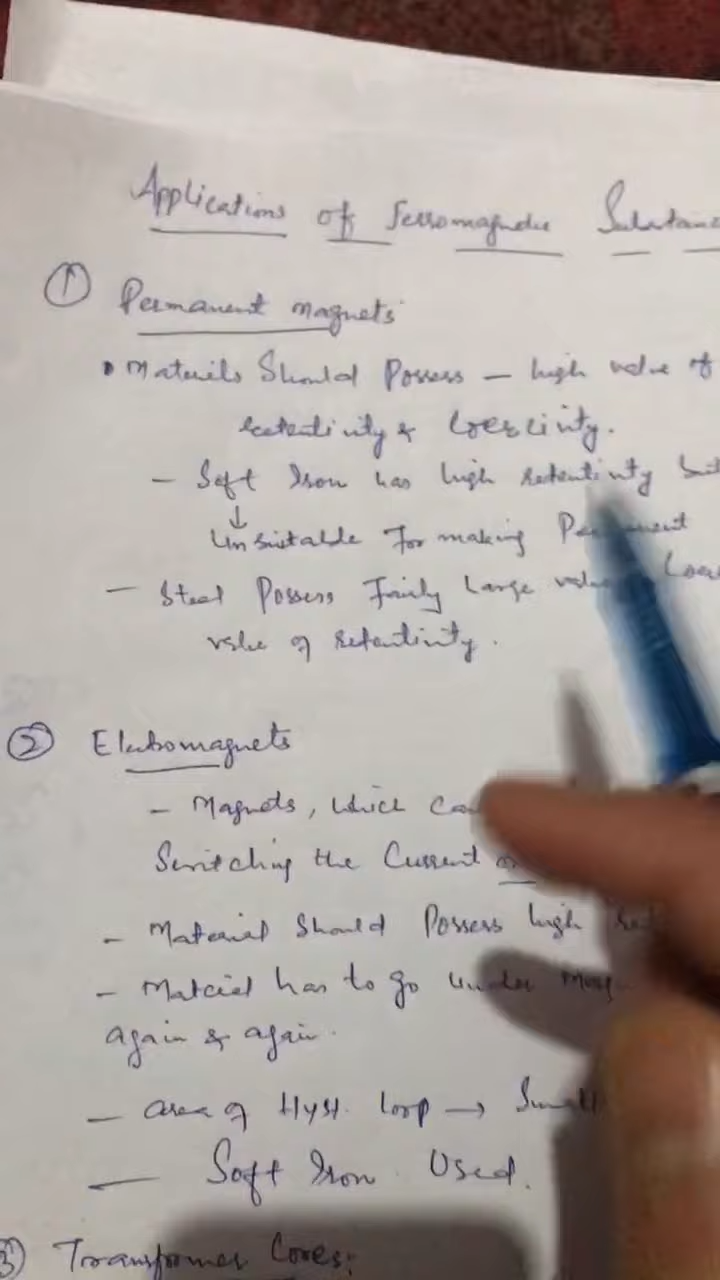 Applications of Ferromagnetic
① Permanent Magnets
• Materials Should Possess — high value of
retentivity & Coercivity.
— Soft Iron has high retentivity but
↓
Unsuitable For making Permanent
— Steel Possess Fairly Large value
value of retentivity.
② Electromagnets
— Magnets, which
Switching the Current
— Material Should Possess high
— Material has to go under
again & again.
— area of Hyst. loop → Small
— Soft Iron Used.
③ Transformer Cores: